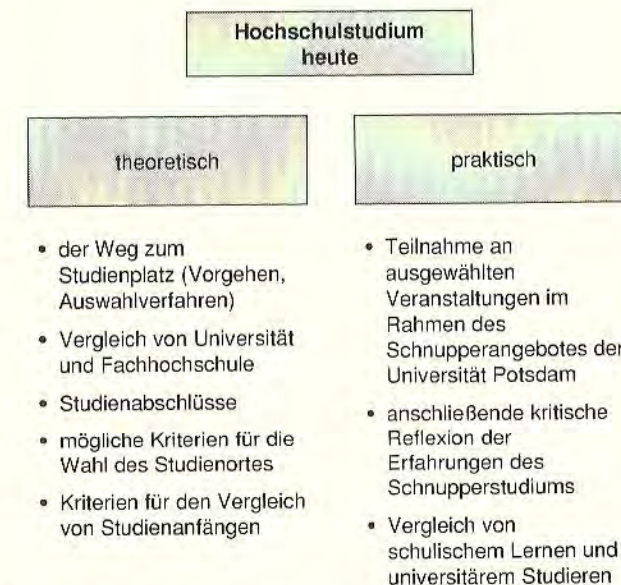 Hochschulstudium
heute
theoretisch
• der Weg zum
Studienplatz (Vorgehen,
Auswahlverfahren)
• Vergleich von Universität
und Fachhochschule
• Studienabschlüsse
• mögliche Kriterien für die
Wahl des Studienortes
• Kriterien für den Vergleich
von Studienanfängen
praktisch
• Teilnahme an
ausgewählten
Veranstaltungen im
Rahmen des
Schnupperangebotes der
Universität Potsdam
• anschließende kritische
Reflexion der
Erfahrungen des
Schnupperstudiums
• Vergleich von
schulischem Lernen und
universitärem Studieren